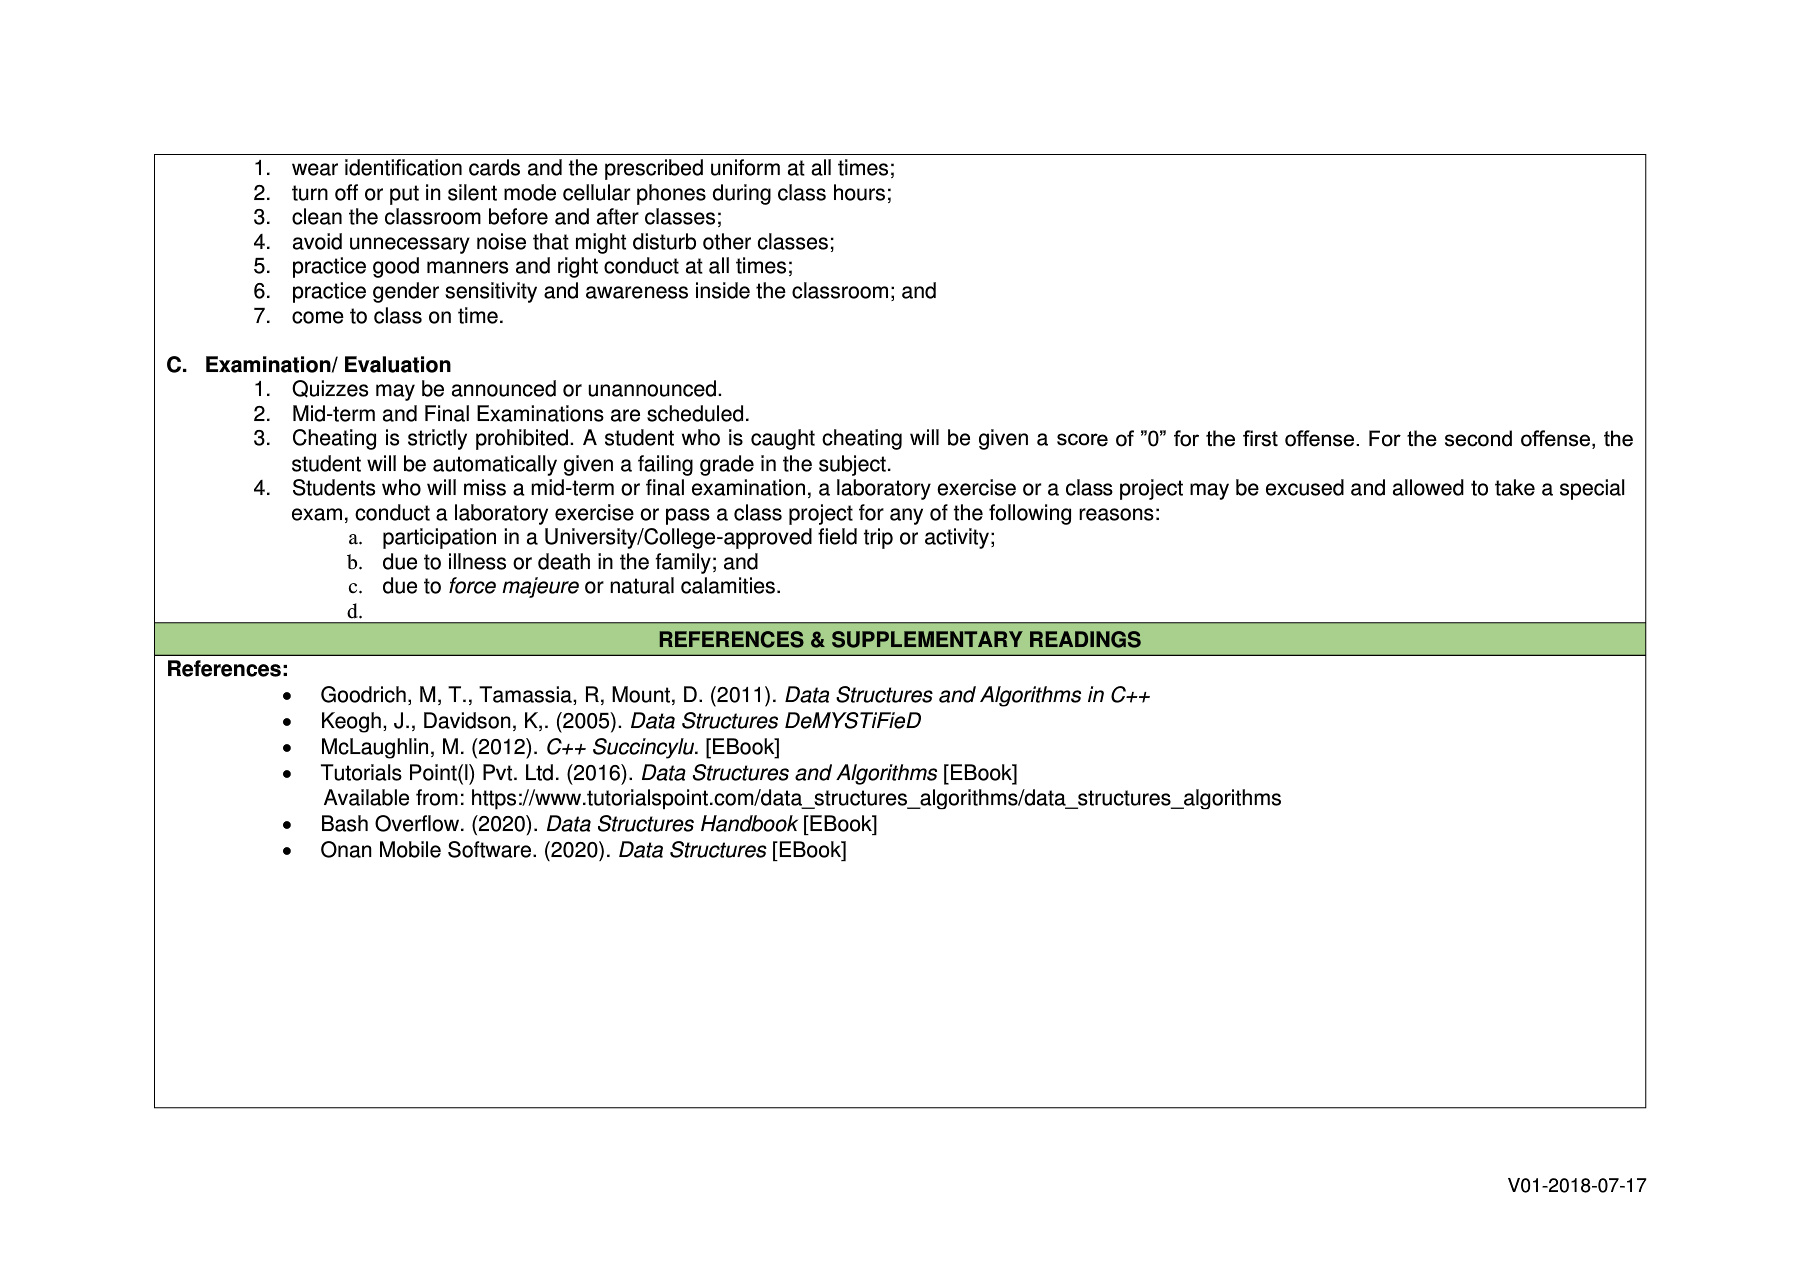 1. wear identification cards and the prescribed uniform at all times;
2. turn off or put in silent mode cellular phones during class hours;
3. clean the classroom before and after classes;
4. avoid unnecessary noise that might disturb other classes;
5. practice good manners and right conduct at all times;
6. practice gender sensitivity and awareness inside the classroom; and
7. come to class on time.
C. Examination/ Evaluation
1. Quizzes may be announced or unannounced.
2. Mid-term and Final Examinations are scheduled.
3. Cheating is strictly prohibited. A student who is caught cheating will be given a score of ”0” for the first offense. For the second offense, the
student will be automatically given a failing grade in the subject.
4. Students who will miss a mid-term or final examination, a laboratory exercise or a class project may be excused and allowed to take a special
exam, conduct a laboratory exercise or pass a class project for any of the following reasons:
a. participation in a University/College-approved field trip or activity;
b. due to illness or death in the family; and
c. due to force majeure or natural calamities.
d.
REFERENCES & SUPPLEMENTARY READINGS
References:
• Goodrich, M, T., Tamassia, R, Mount, D. (2011). Data Structures and Algorithms in C++
• Keogh, J., Davidson, K,. (2005). Data Structures DeMYSTiFieD
• McLaughlin, M. (2012). C++ Succincylu. [EBook]
• Tutorials Point(l) Pvt. Ltd. (2016). Data Structures and Algorithms [EBook]
Available from: https://www.tutorialspoint.com/data_structures_algorithms/data_structures_algorithms
• Bash Overflow. (2020). Data Structures Handbook [EBook]
• Onan Mobile Software. (2020). Data Structures [EBook]
V01-2018-07-17